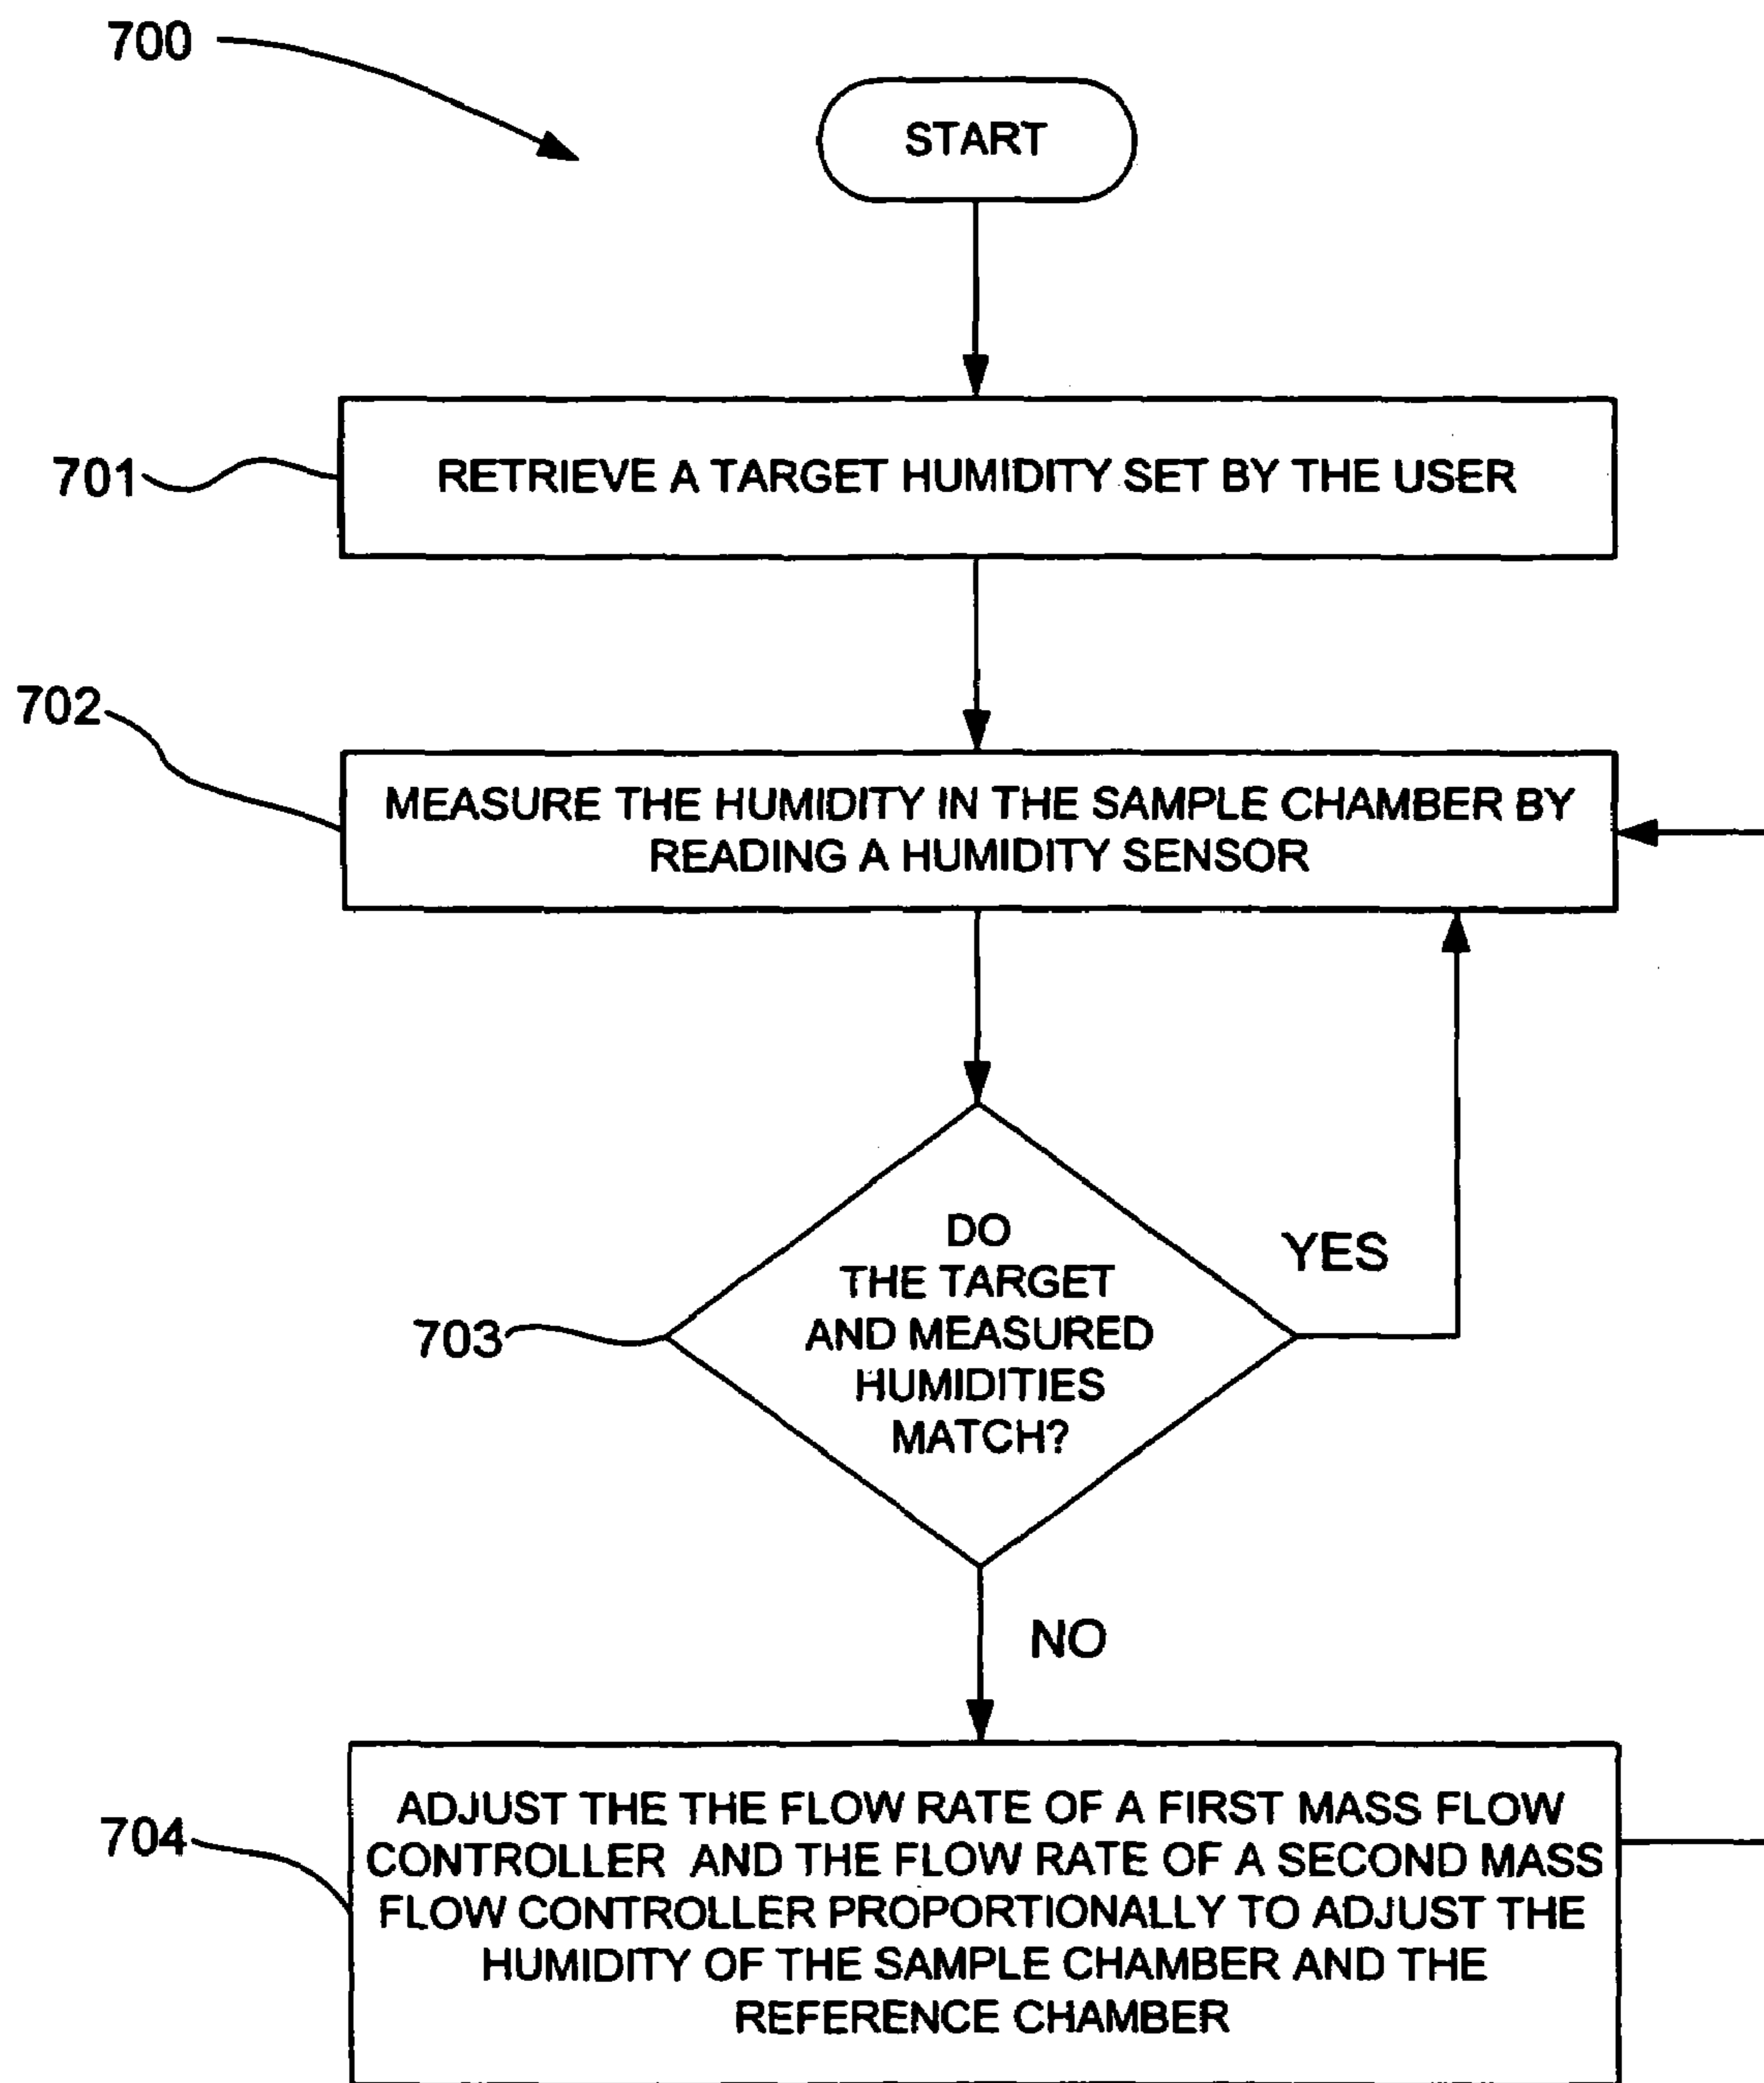 700
START
701
RETRIEVE A TARGET HUMIDITY SET BY THE USER
702
MEASURE THE HUMIDITY IN THE SAMPLE CHAMBER BY
READING A HUMIDITY SENSOR
DO
THE TARGET
AND MEASURED
HUMIDITIES
MATCH?
YES
703
NO
704
ADJUST THE THE FLOW RATE OF A FIRST MASS FLOW
CONTROLLER AND THE FLOW RATE OF A SECOND MASS
FLOW CONTROLLER PROPORTIONALLY TO ADJUST THE
HUMIDITY OF THE SAMPLE CHAMBER AND THE
REFERENCE CHAMBER